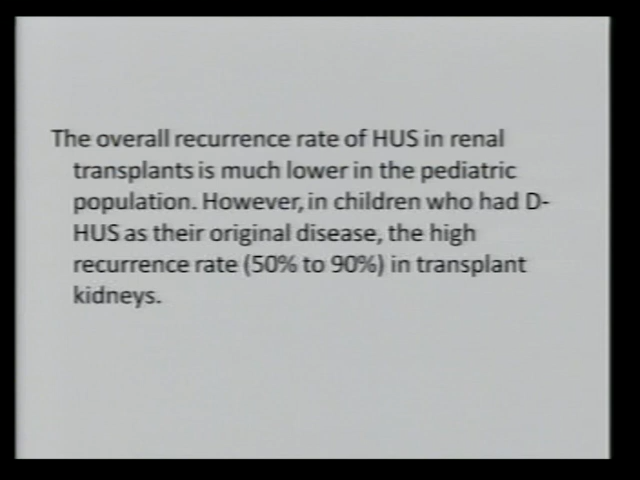 The overall recurrence rate of HUS in renal
transplants is much lower in the pediatric
population. However, in children who had D-
HUS as their original disease, the high
recurrence rate (50% to 90%) in transplant
kidneys.